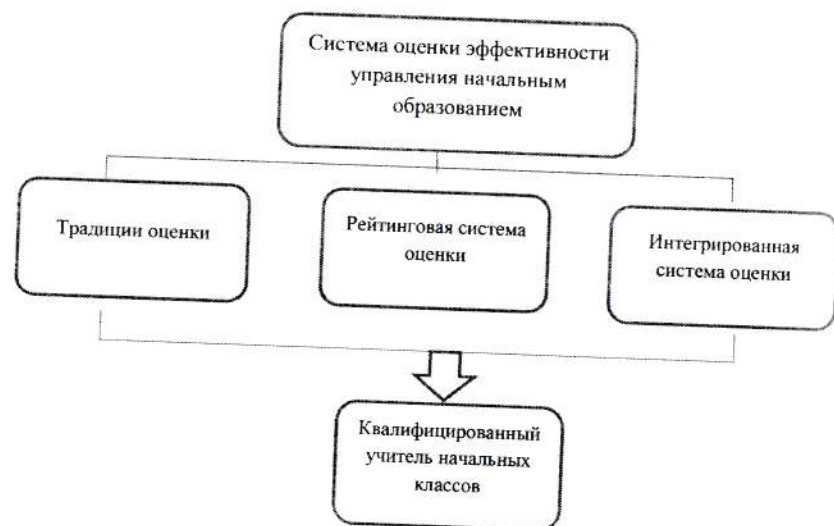 Система оценки эффективности
управления начальным
образованием
Традиции оценки
Рейтинговая система
оценки
Интегрированная
система оценки
Квалифицированный
учитель начальных
классов